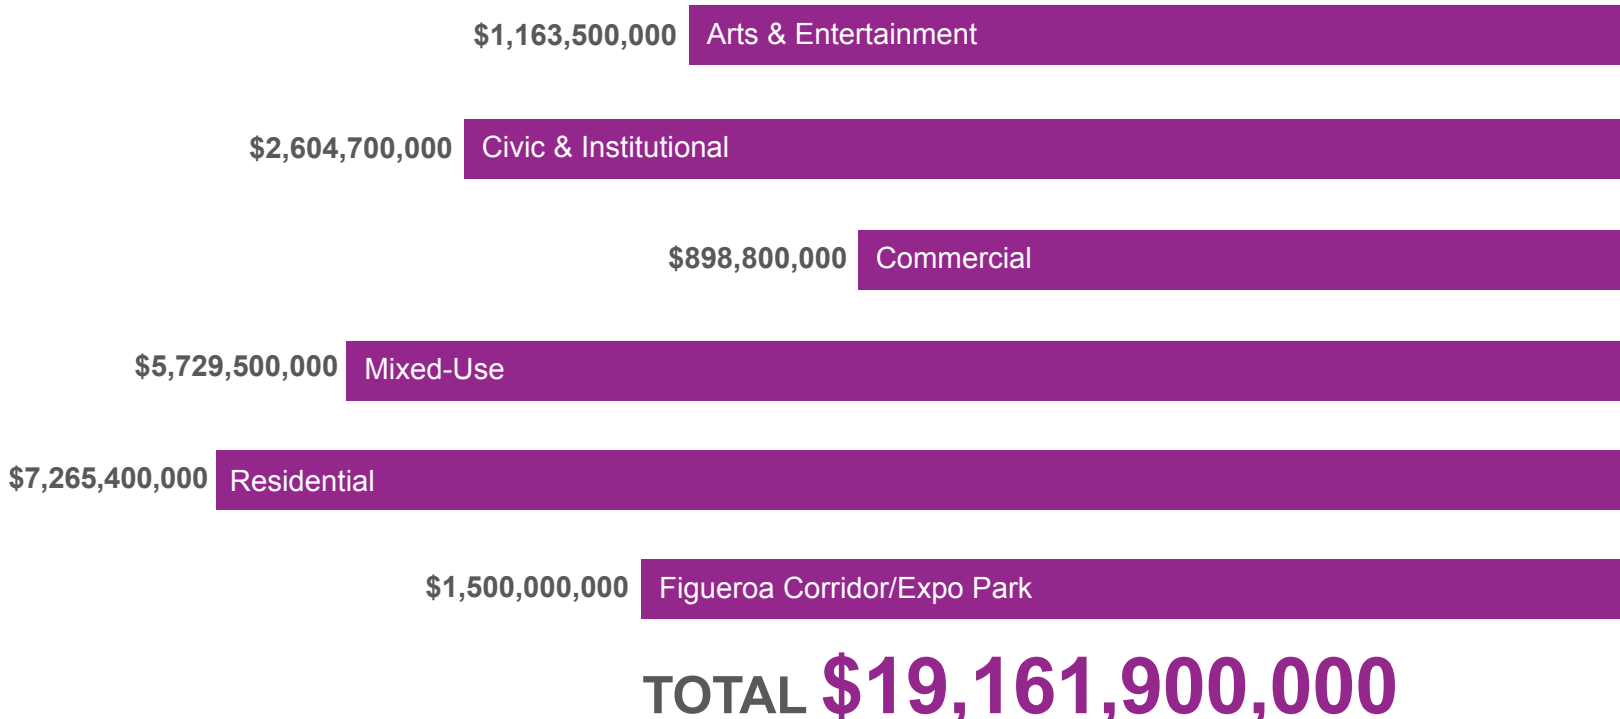 $1,163,500,000 Arts & Entertainment
$2,604,700,000 Civic & Institutional
$898,800,000 Commercial
$5,729,500,000 Mixed-Use
$7,265,400,000 Residential
$1,500,000,000 Figueroa Corridor/Expo Park
TOTAL $19,161,900,000